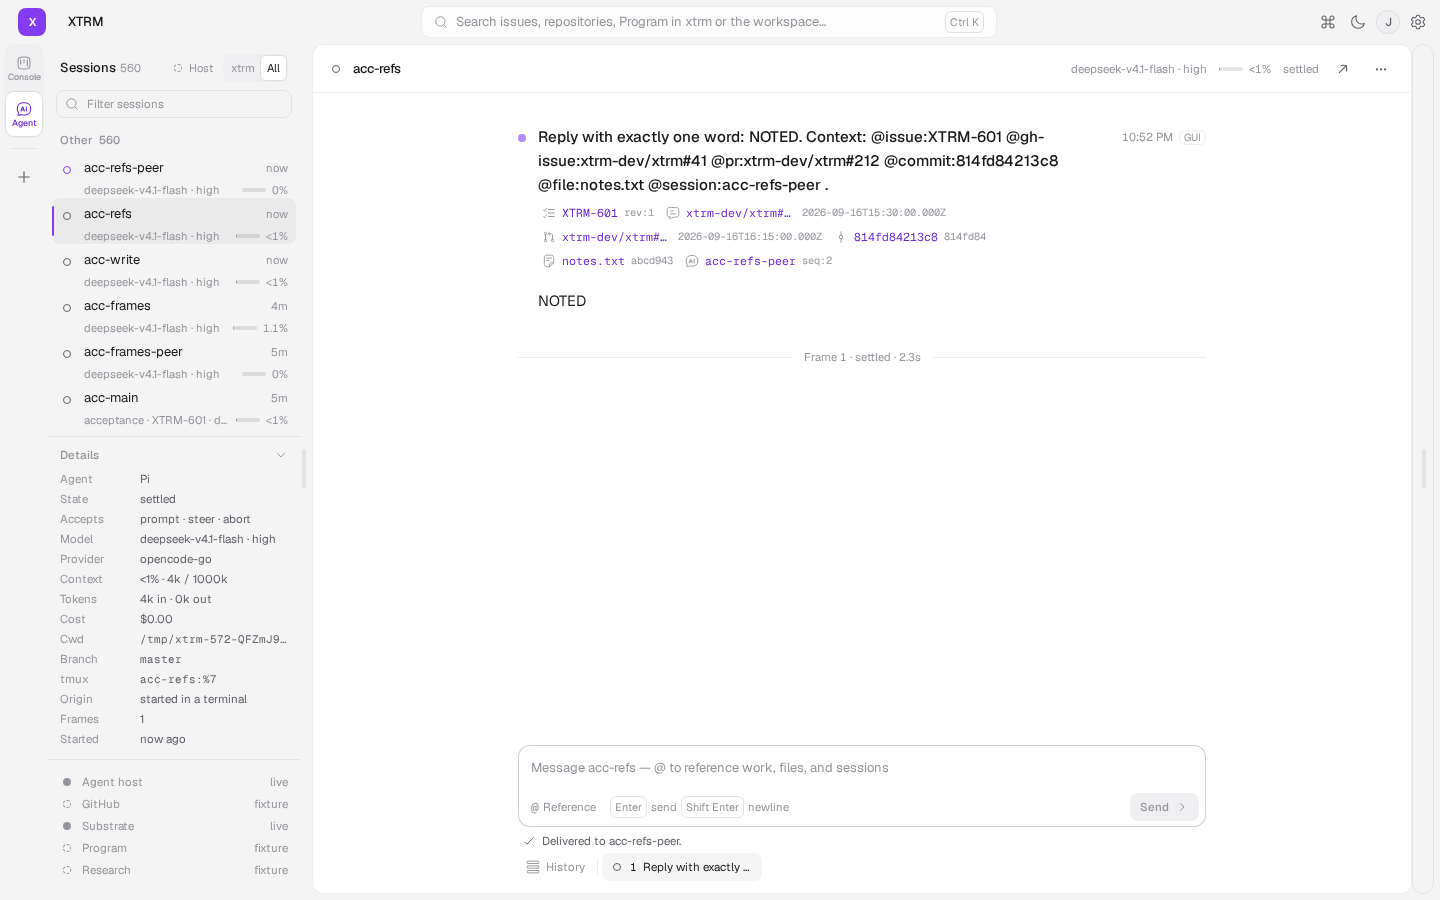 X XTRM
Search issues, repositories, Program in xtrm or the workspace... Ctrl K
J
Console
Agent
Sessions 560 Host xtrm All
Filter sessions
Other 560
acc-refs-peer now
deepseek-v4.1-flash · high 0%
acc-refs now
deepseek-v4.1-flash · high <1%
acc-write now
deepseek-v4.1-flash · high <1%
acc-frames 4m
deepseek-v4.1-flash · high 1.1%
acc-frames-peer 5m
deepseek-v4.1-flash · high 0%
acc-main 5m
acceptance · XTRM-601 · d... <1%
Details
Agent Pi
State settled
Accepts prompt · steer · abort
Model deepseek-v4.1-flash · high
Provider opencode-go
Context <1% · 4k / 1000k
Tokens 4k in · 0k out
Cost $0.00
Cwd /tmp/xtrm-572-QFZmJ9...
Branch master
tmux acc-refs:%7
Origin started in a terminal
Frames 1
Started now ago
Agent host live
GitHub fixture
Substrate live
Program fixture
Research fixture
acc-refs deepseek-v4.1-flash · high <1% settled
Reply with exactly one word: NOTED. Context: @issue:XTRM-601 @gh- 10:52 PM GUI
issue:xtrm-dev/xtrm#41 @pr:xtrm-dev/xtrm#212 @commit:814fd84213c8
@file:notes.txt @session:acc-refs-peer .
XTRM-601 rev:1 xtrm-dev/xtrm#... 2026-09-16T15:30:00.000Z
xtrm-dev/xtrm#... 2026-09-16T16:15:00.000Z 814fd84213c8 814fd84
notes.txt abcd943 AI acc-refs-peer seq:2
NOTED
Frame 1 · settled · 2.3s
Message acc-refs — @ to reference work, files, and sessions
@ Reference Enter send Shift Enter newline Send
Delivered to acc-refs-peer.
History 1 Reply with exactly ...